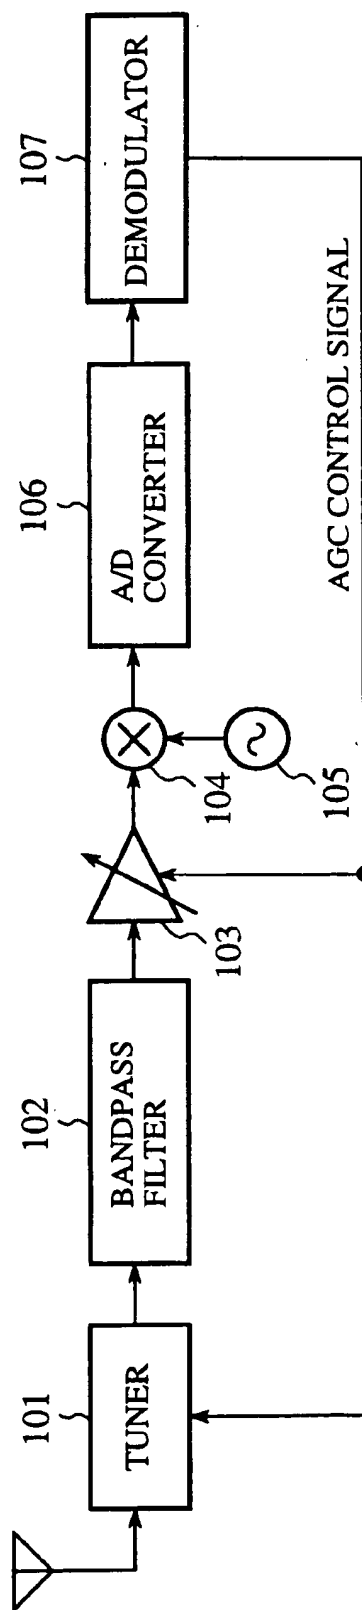 101
TUNER
102
BANDPASS
FILTER
103
104
105
106
A/D
CONVERTER
107
DEMODULATOR
AGC CONTROL SIGNAL